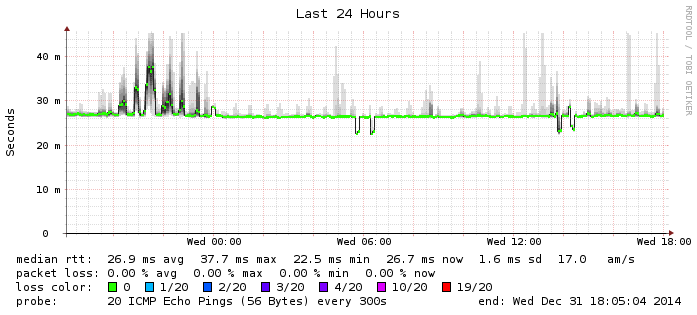 Last 24 Hours
RRDTOOL / TOBI OETIKER
Seconds
40 m
30 m
20 m
10 m
0
Wed 00:00 Wed 06:00 Wed 12:00 Wed 18:00
median rtt: 26.9 ms avg 37.7 ms max 22.5 ms min 26.7 ms now 1.6 ms sd 17.0 am/s
packet loss: 0.00 % avg 0.00 % max 0.00 % min 0.00 % now
loss color: 0 1/20 2/20 3/20 4/20 10/20 19/20
probe: 20 ICMP Echo Pings (56 Bytes) every 300s end: Wed Dec 31 18:05:04 2014